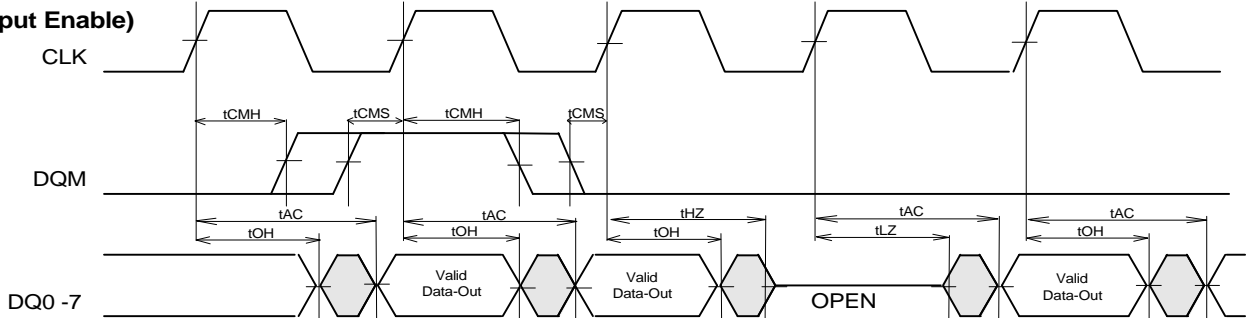 put Enable)
CLK
tCMH tCMS tCMH tCMS
DQM
tAC tAC tHZ tAC tAC
tOH tOH tOH tLZ tOH
DQ0 -7
Valid
Data-Out
Valid
Data-Out
OPEN
Valid
Data-Out